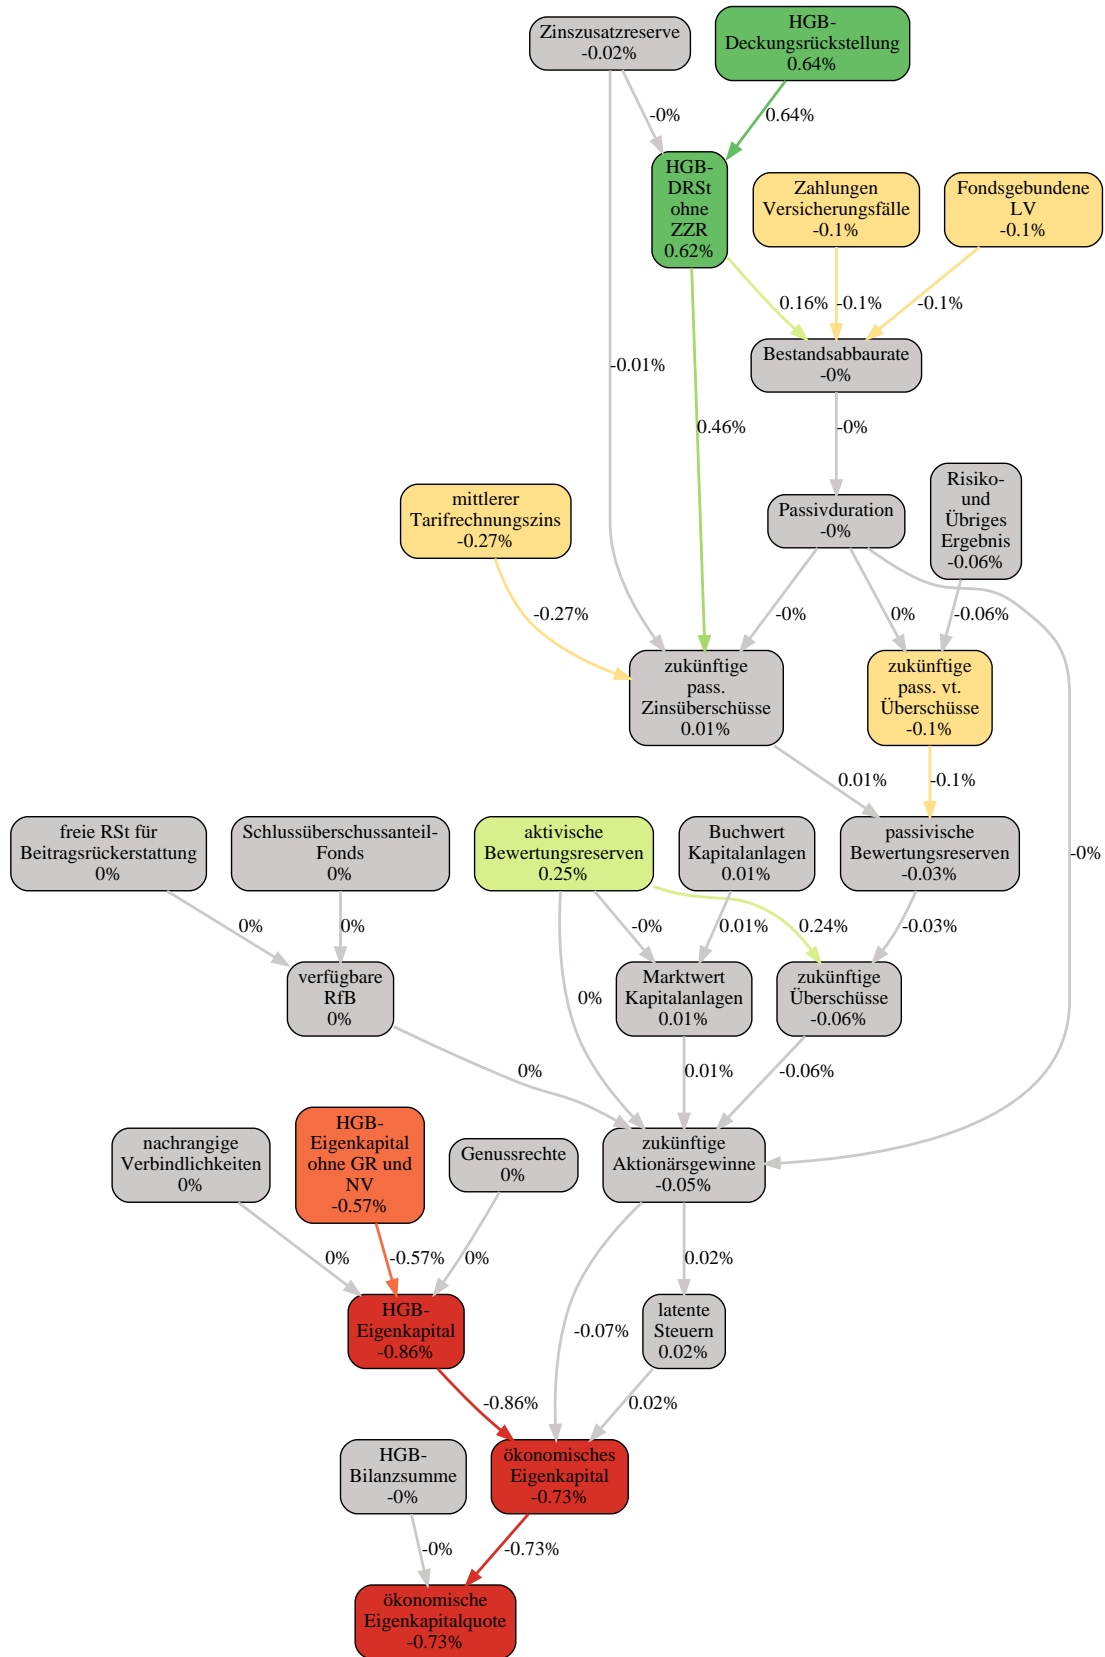 Zinszusatzreserve
-0.02%
HGB-
Deckungsrückstellung
0.64%
-0%
0.64%
HGB-
DRSt
ohne
ZZR
0.62%
Zahlungen
Versicherungsfälle
-0.1%
Fondsgebundene
LV
-0.1%
0.16%
-0.1%
-0.1%
-0.01%
Bestandsabbaurate
-0%
0.46%
-0%
mittlerer
Tarifrechnungszins
-0.27%
Passivduration
-0%
Risiko-
und
Übriges
Ergebnis
-0.06%
-0.27%
-0%
0%
-0.06%
zukünftige
pass.
Zinsüberschüsse
0.01%
zukünftige
pass. vt.
Überschüsse
-0.1%
0.01%
-0.1%
freie RSt für
Beitragsrückerstattung
0%
Schlussüberschussanteil-
Fonds
0%
aktivische
Bewertungsreserven
0.25%
Buchwert
Kapitalanlagen
0.01%
passivische
Bewertungsreserven
-0.03%
-0%
0%
0%
-0%
0.01%
0.24%
-0.03%
verfügbare
RfB
0%
0%
Marktwert
Kapitalanlagen
0.01%
zukünftige
Überschüsse
-0.06%
0%
0.01%
-0.06%
nachrangige
Verbindlichkeiten
0%
HGB-
Eigenkapital
ohne GR und
NV
-0.57%
Genussrechte
0%
zukünftige
Aktionärsgewinne
-0.05%
0%
-0.57%
0%
0.02%
HGB-
Eigenkapital
-0.86%
-0.07%
latente
Steuern
0.02%
-0.86%
0.02%
HGB-
Bilanzsumme
-0%
ökonomisches
Eigenkapital
-0.73%
-0%
-0.73%
ökonomische
Eigenkapitalquote
-0.73%